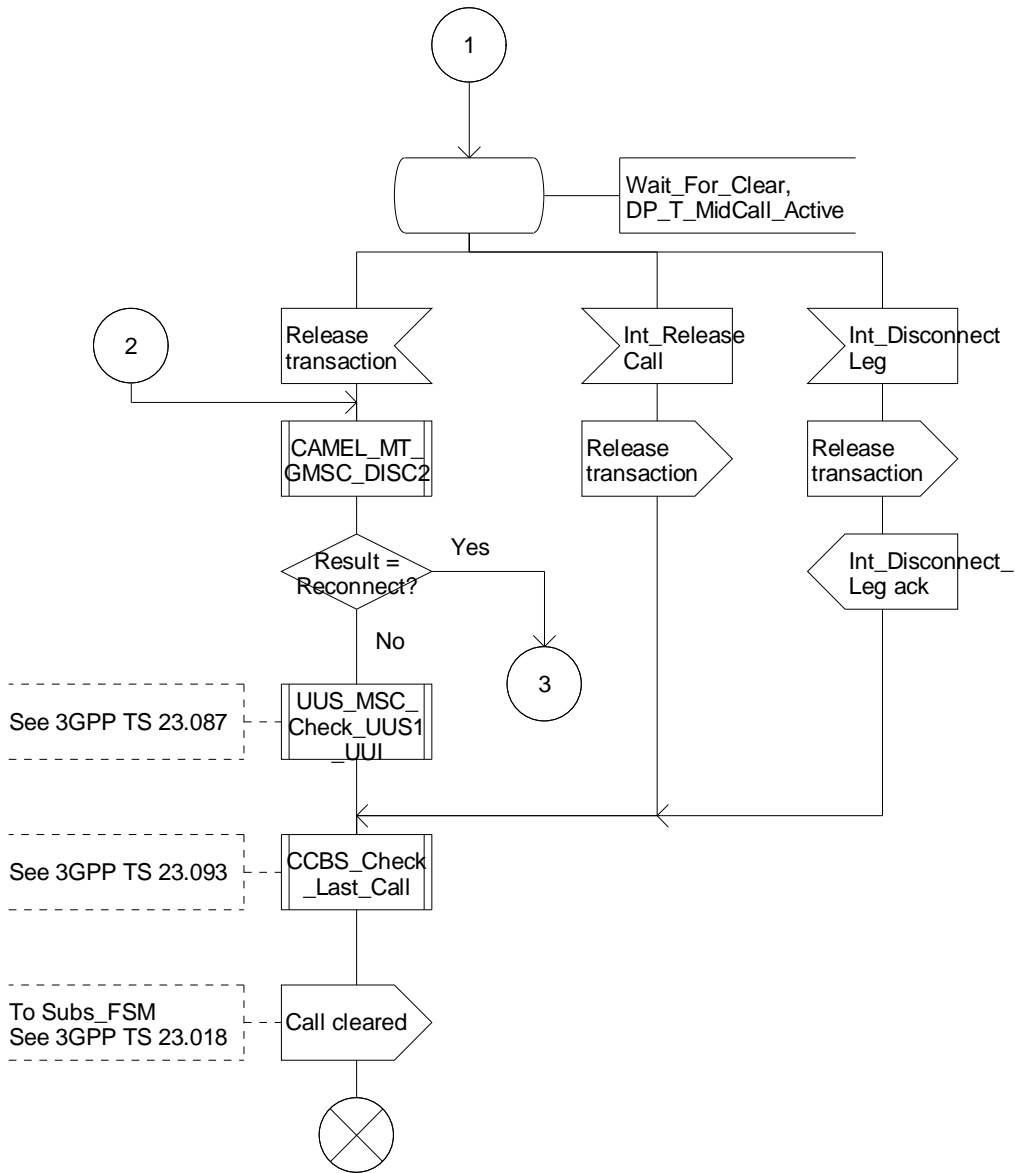 1
Wait_For_Clear,
DP_T_MidCall_Active
Release
transaction
Int_Release
Call
Int_Disconnect
Leg
2
CAMEL_MT_
GMSC_DISC2
Release
transaction
Release
transaction
Result =
Reconnect?
Yes
Int_Disconnect_
Leg ack
No
3
See 3GPP TS 23.087
UUS_MSC_
Check_UUS1
_UUI
See 3GPP TS 23.093
CCBS_Check
_Last_Call
To Subs_FSM
See 3GPP TS 23.018
Call cleared